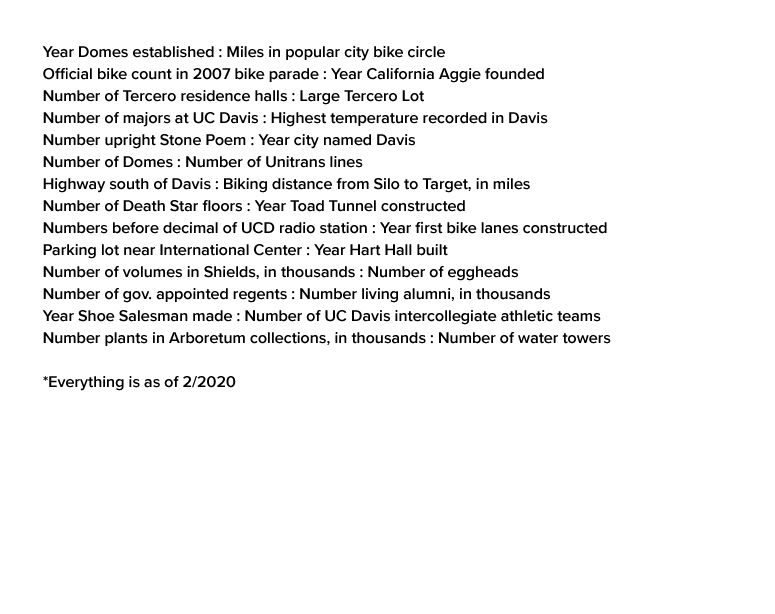 Year Domes established : Miles in popular city bike circle
Official bike count in 2007 bike parade : Year California Aggie founded
Number of Tercero residence halls : Large Tercero Lot
Number of majors at UC Davis : Highest temperature recorded in Davis
Number upright Stone Poem : Year city named Davis
Number of Domes : Number of Unitrans lines
Highway south of Davis : Biking distance from Silo to Target, in miles
Number of Death Star floors : Year Toad Tunnel constructed
Numbers before decimal of UCD radio station : Year first bike lanes constructed
Parking lot near International Center : Year Hart Hall built
Number of volumes in Shields, in thousands : Number of eggheads
Number of gov. appointed regents : Number living alumni, in thousands
Year Shoe Salesman made : Number of UC Davis intercollegiate athletic teams
Number plants in Arboretum collections, in thousands : Number of water towers
*Everything is as of 2/2020